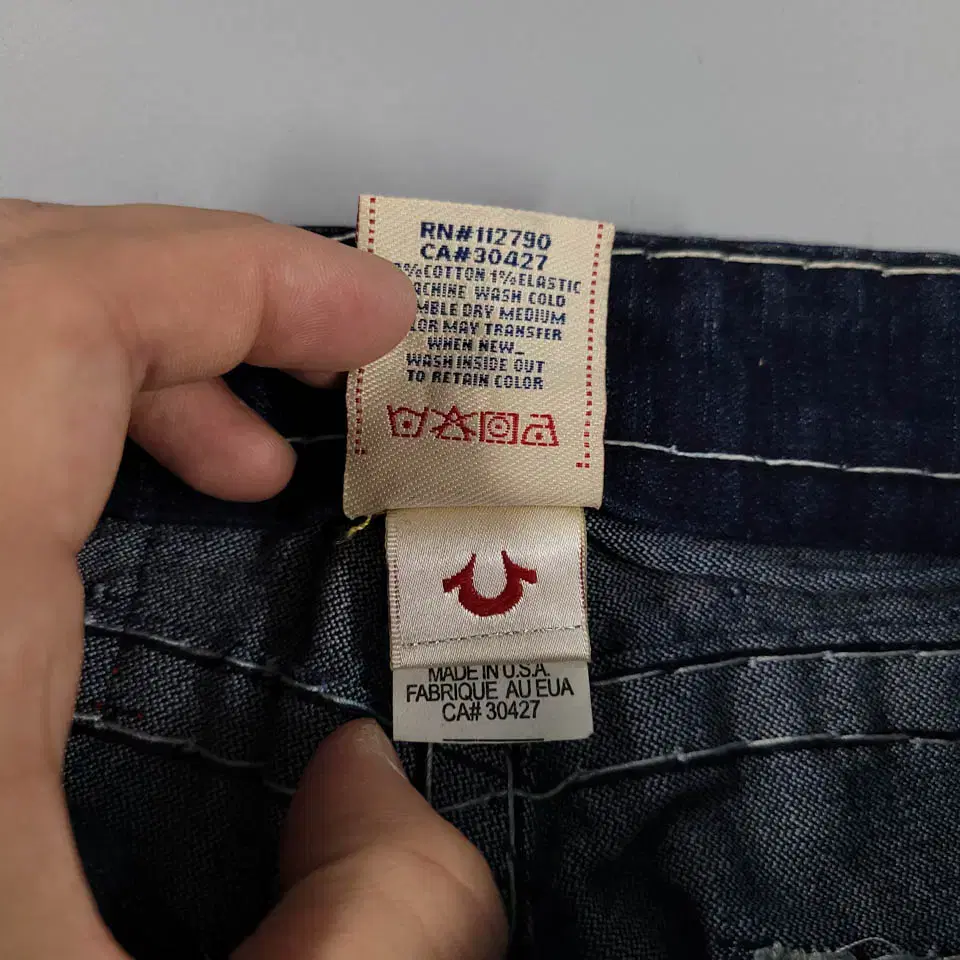 RN#112790
CA#30427
%COTTON 1%ELASTIC
ACHINE WASH COLD
MBLE DRY MEDIUM
LOR MAY TRANSFER
WHEN NEW_
WASH INSIDE OUT
TO RETAIN COLOR
MADE IN U.S.A.
FABRIQUE AU EUA
CA# 30427